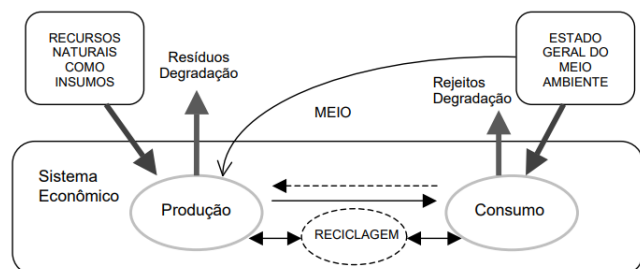 RECURSOS
NATURAIS
COMO
INSUMOS
Resíduos
Degradação
MEIO
Rejeitos
Degradação
ESTADO
GERAL DO
MEIO
AMBIENTE
Sistema
Econômico
Produção
Consumo
RECICLAGEM